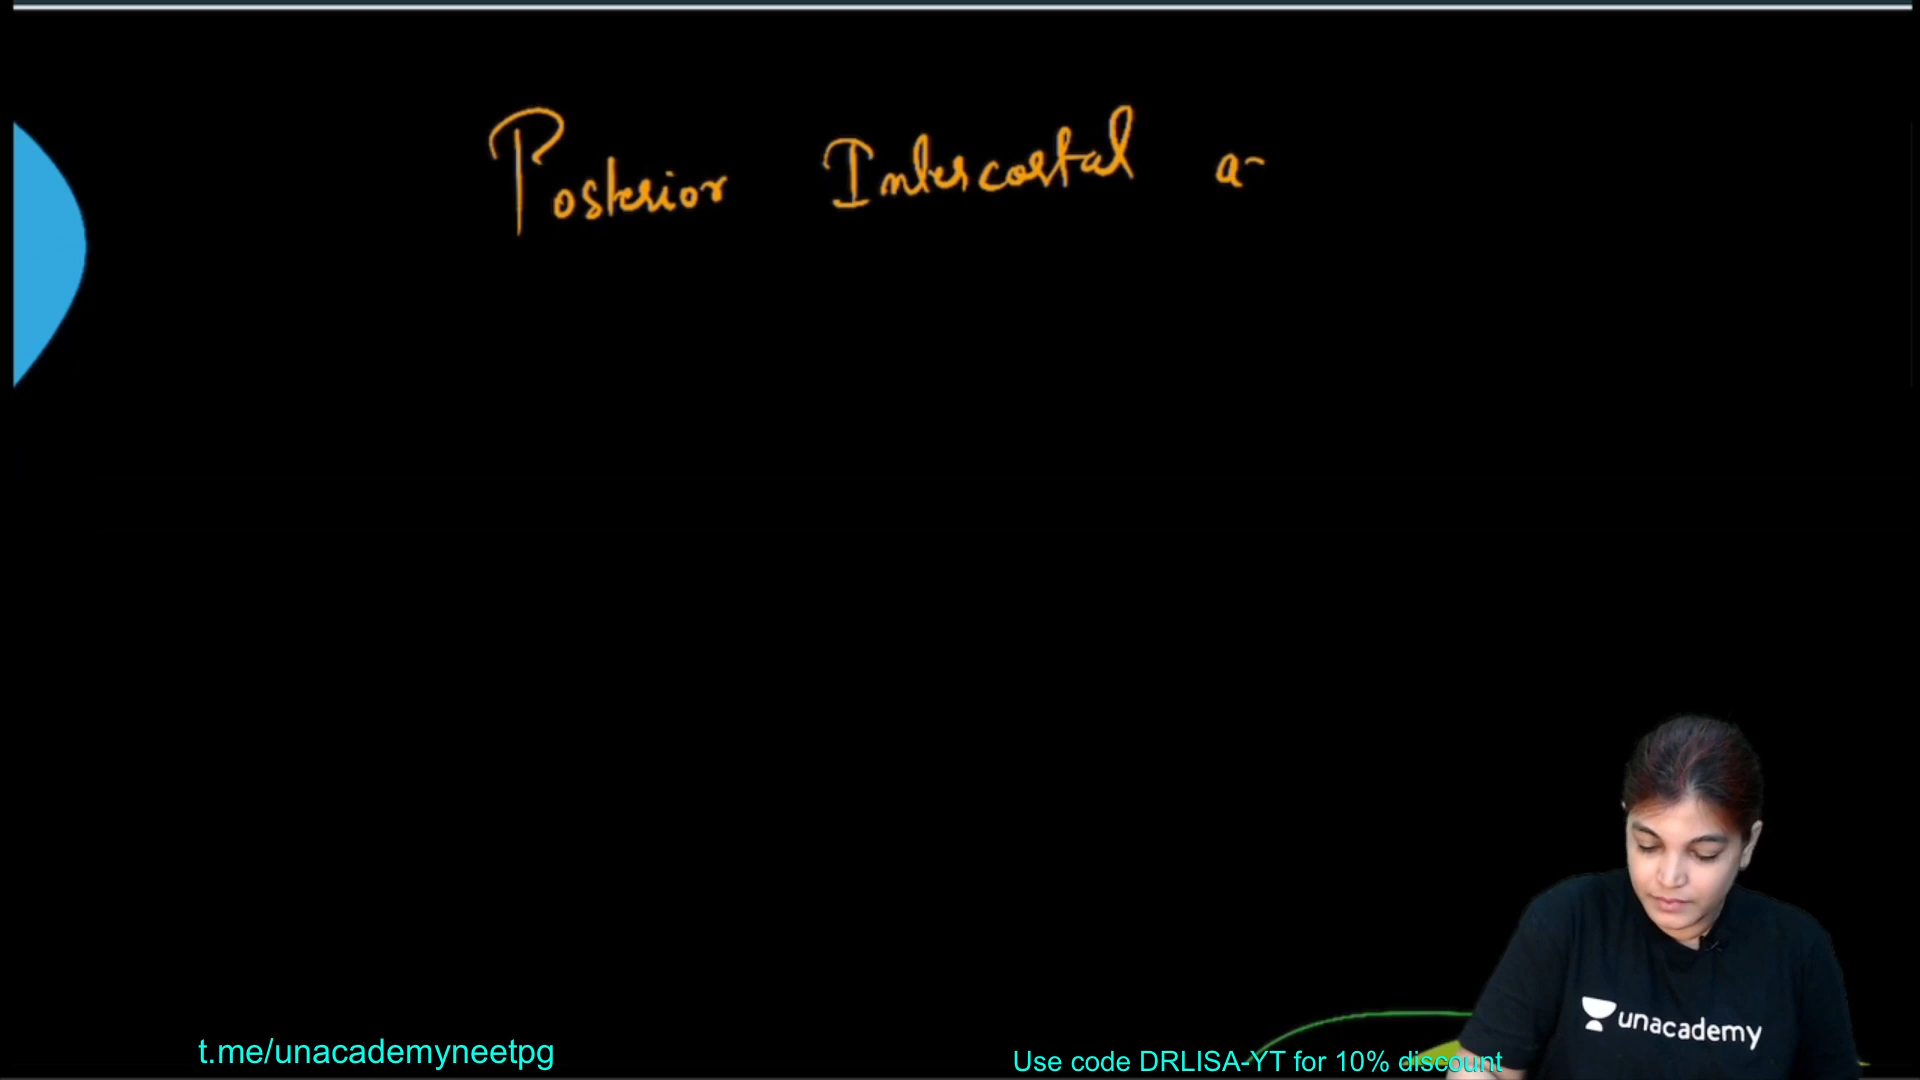 Posterior Intercostal a
unacademy
t.me/unacademyneetpg
Use code DRLISA-YT for 10% discount